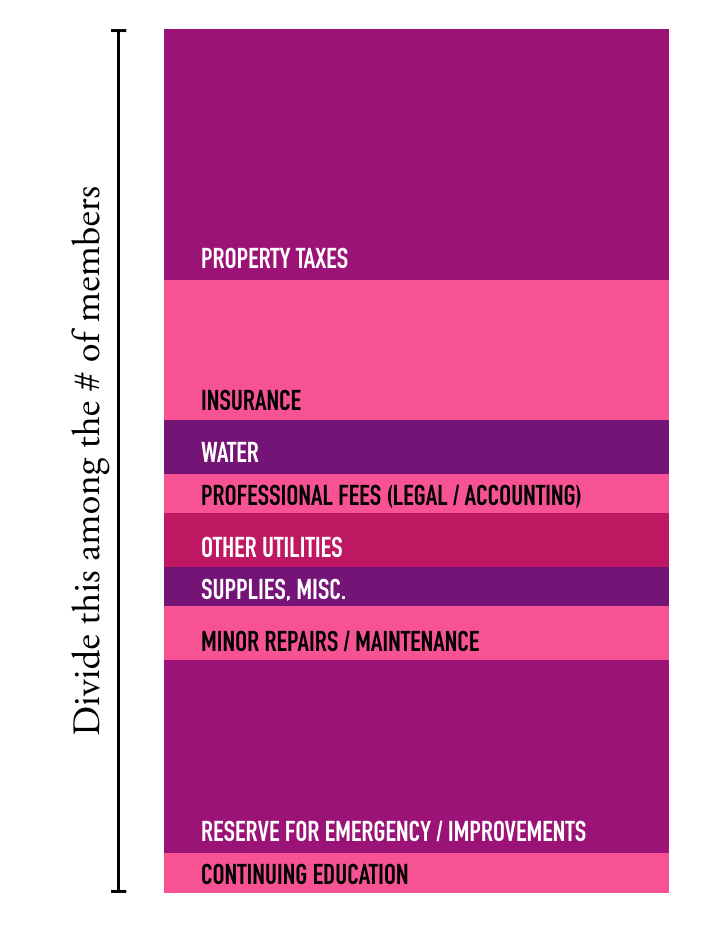 Divide this among the # of members
PROPERTY TAXES
INSURANCE
WATER
PROFESSIONAL FEES (LEGAL / ACCOUNTING)
OTHER UTILITIES
SUPPLIES, MISC.
MINOR REPAIRS / MAINTENANCE
RESERVE FOR EMERGENCY / IMPROVEMENTS
CONTINUING EDUCATION